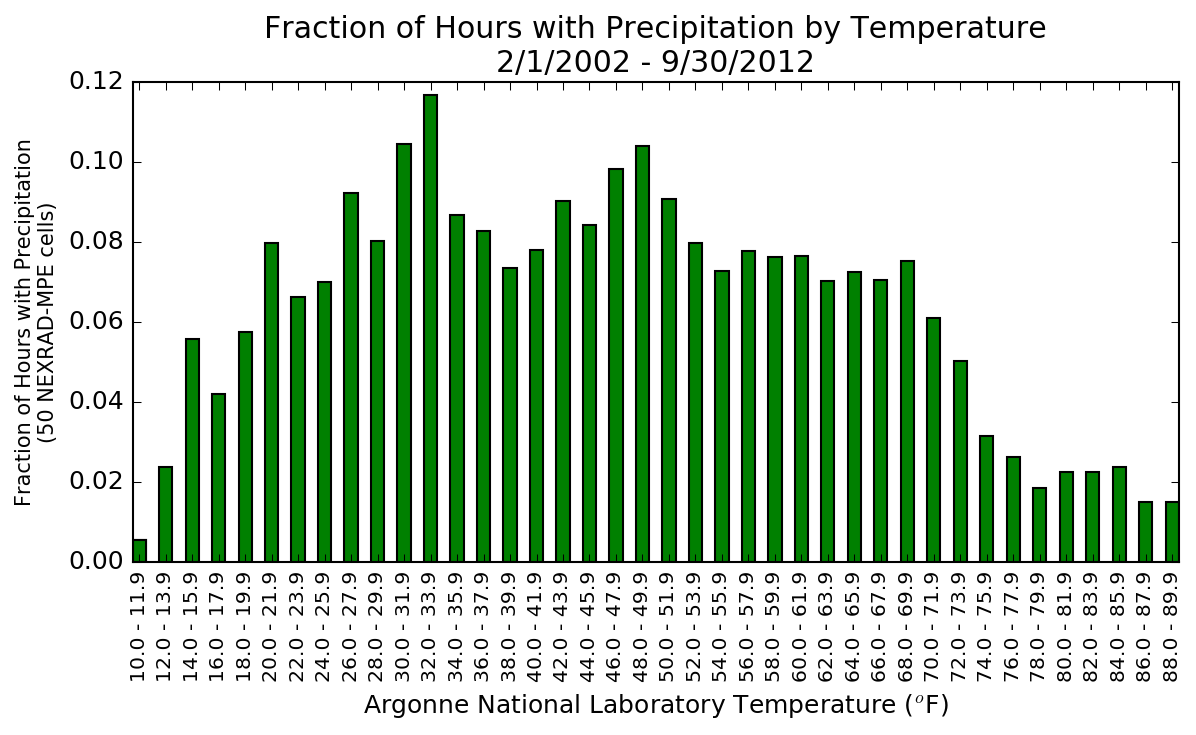 Fraction of Hours with Precipitation by Temperature
2/1/2002 - 9/30/2012
Fraction of Hours with Precipitation
(50 NEXRAD-MPE cells)
0.12
0.10
0.08
0.06
0.04
0.02
0.00
10.0 - 11.9
12.0 - 13.9
14.0 - 15.9
16.0 - 17.9
18.0 - 19.9
20.0 - 21.9
22.0 - 23.9
24.0 - 25.9
26.0 - 27.9
28.0 - 29.9
30.0 - 31.9
32.0 - 33.9
34.0 - 35.9
36.0 - 37.9
38.0 - 39.9
40.0 - 41.9
42.0 - 43.9
44.0 - 45.9
46.0 - 47.9
48.0 - 49.9
50.0 - 51.9
52.0 - 53.9
54.0 - 55.9
56.0 - 57.9
58.0 - 59.9
60.0 - 61.9
62.0 - 63.9
64.0 - 65.9
66.0 - 67.9
68.0 - 69.9
70.0 - 71.9
72.0 - 73.9
74.0 - 75.9
76.0 - 77.9
78.0 - 79.9
80.0 - 81.9
82.0 - 83.9
84.0 - 85.9
86.0 - 87.9
88.0 - 89.9
Argonne National Laboratory Temperature (°F)